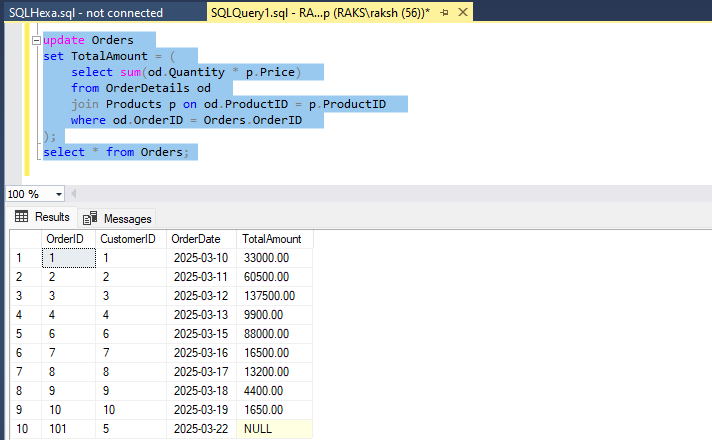 SQLHexa.sql - not connected
SQLQuery1.sql - RA...p (RAKS\raksh (56))*
update Orders
set TotalAmount = (
select sum(od.Quantity * p.Price)
from OrderDetails od
join Products p on od.ProductID = p.ProductID
where od.OrderID = Orders.OrderID
);
select * from Orders;
100 %
Results Messages
OrderID CustomerID OrderDate TotalAmount
1 1 1 2025-03-10 33000.00
2 2 2 2025-03-11 60500.00
3 3 3 2025-03-12 137500.00
4 4 4 2025-03-13 9900.00
5 6 6 2025-03-15 88000.00
6 7 7 2025-03-16 16500.00
7 8 8 2025-03-17 13200.00
8 9 9 2025-03-18 4400.00
9 10 10 2025-03-19 1650.00
10 101 5 2025-03-22 NULL